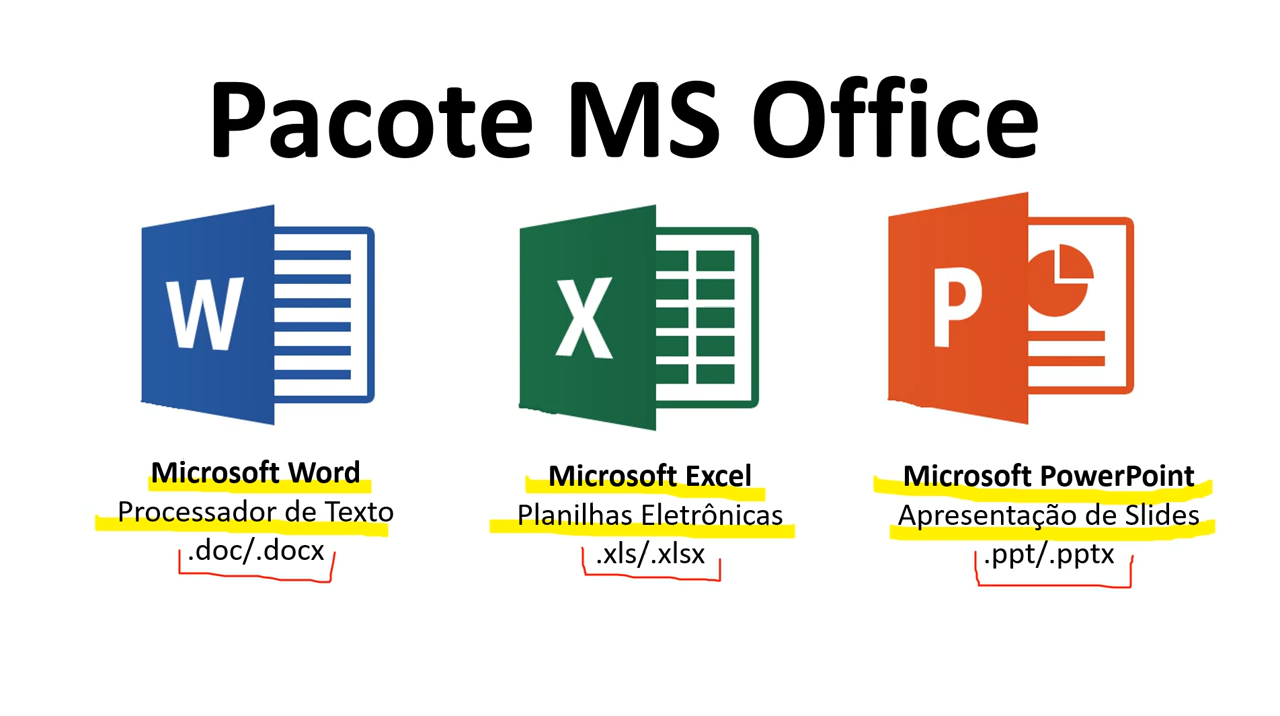 Pacote MS Office
W
X
P
Microsoft Word
Processador de Texto
.doc/.docx
Microsoft Excel
Planilhas Eletrônicas
.xls/.xlsx
Microsoft PowerPoint
Apresentação de Slides
.ppt/.pptx